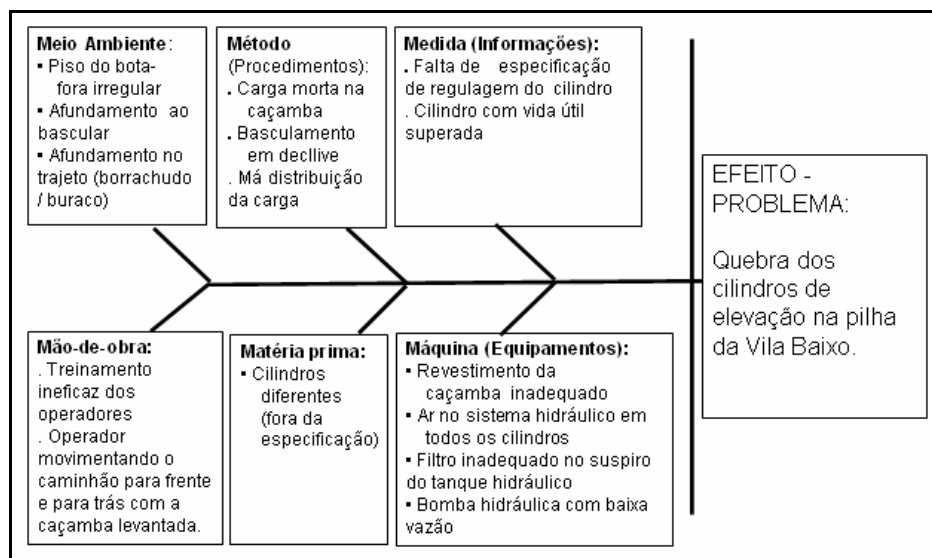 Meio Ambiente:
▪ Piso do bota-
fora irregular
▪ Afundamento ao
bascular
▪ Afundamento no
trajeto (borrachudo
/ buraco)
Método
(Procedimentos):
. Carga morta na
caçamba
. Basculamento
em decllive
. Má distribuição
da carga
Medida (Informações):
. Falta de especificação
de regulagem do cilindro
. Cilindro com vida útil
superada
EFEITO -
PROBLEMA:
Quebra dos
cilindros de
elevação na pilha
da Vila Baixo.
Mão-de-obra:
. Treinamento
ineficaz dos
operadores
. Operador
movimentando o
caminhão para frente
e para trás com a
caçamba levantada.
Matéria prima:
▪ Cilindros
diferentes
(fora da
especificação)
Máquina (Equipamentos):
▪ Revestimento da
caçamba inadequado
▪ Ar no sistema hidráulico em
todos os cilindros
▪ Filtro inadequado no suspiro
do tanque hidráulico
▪ Bomba hidráulica com baixa
vazão